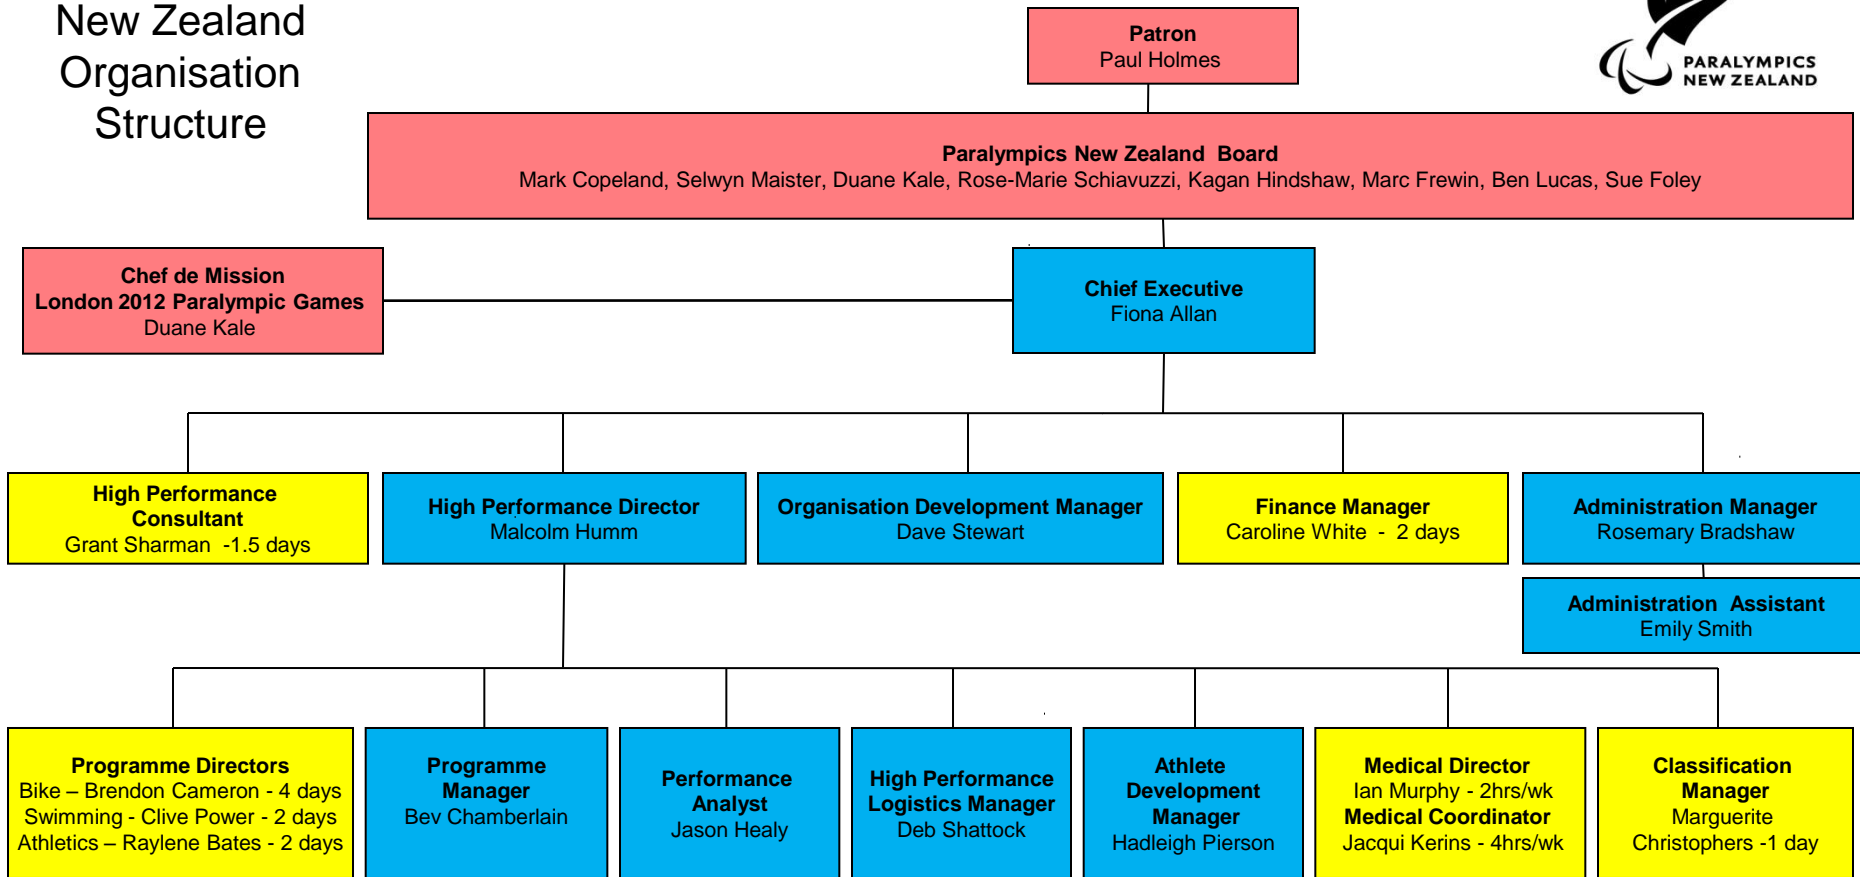 New Zealand
Organisation
Structure
Patron
Paul Holmes
PARALYMPICS
NEW ZEALAND
Paralympics New Zealand  Board
Mark Copeland, Selwyn Maister, Duane Kale, Rose-Marie Schiavuzzi, Kagan Hindshaw, Marc Frewin, Ben Lucas, Sue Foley
Chef de Mission
London 2012 Paralympic Games
Duane Kale
Chief Executive
Fiona Allan
High Performance
Consultant
Grant Sharman  -1.5 days
High Performance Director
Malcolm Humm
Organisation Development Manager
Dave Stewart
Finance Manager
Caroline White  -  2 days
Administration Manager
Rosemary Bradshaw
Administration  Assistant
Emily Smith
Programme Directors
Bike – Brendon Cameron - 4 days
Swimming - Clive Power - 2 days
Athletics – Raylene Bates - 2 days
Programme
Manager
Bev Chamberlain
Performance
Analyst
Jason Healy
High Performance
Logistics Manager
Deb Shattock
Athlete
Development
Manager
Hadleigh Pierson
Medical Director
Ian Murphy - 2hrs/wk
Medical Coordinator
Jacqui Kerins - 4hrs/wk
Classification
Manager
Marguerite
Christophers -1 day